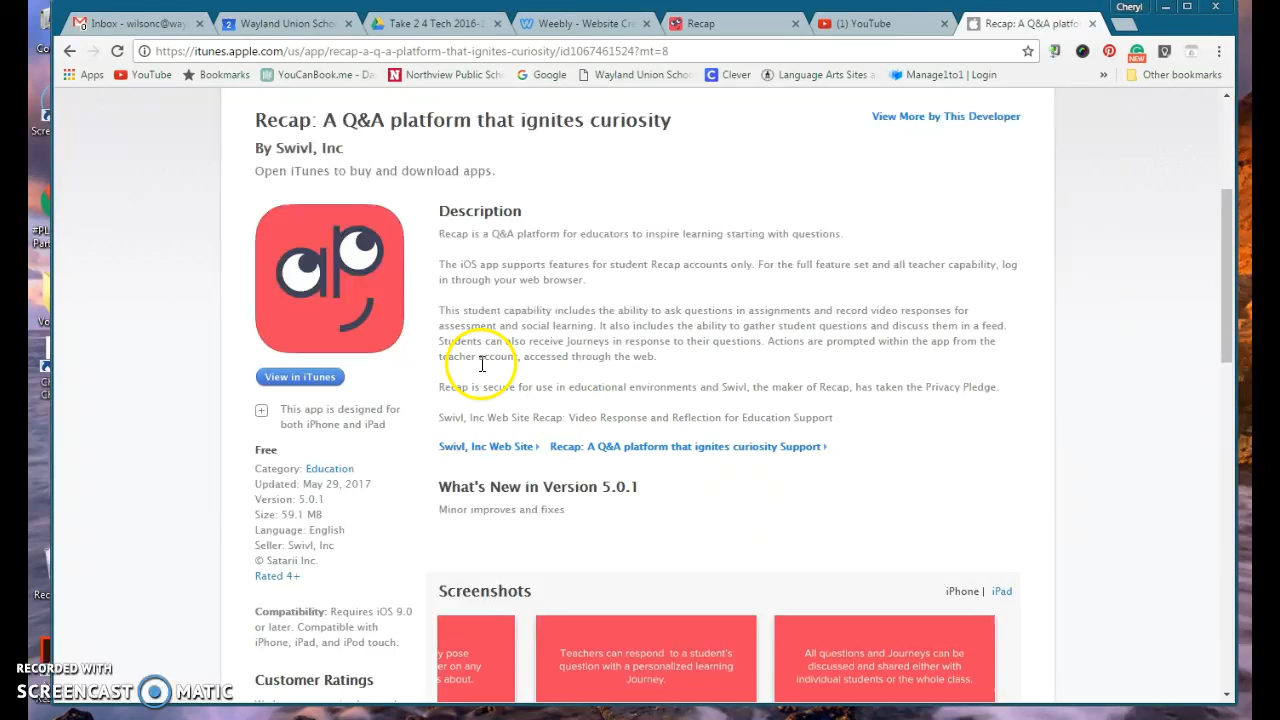 Cheryl
Inbox - wilsonc@way
Wayland Union Scho
Take 2 4 Tech 2016-1
Weebly - Website Cre
Recap
(1) YouTube
Recap: A Q&A platfo
https://itunes.apple.com/us/app/recap-a-q-a-platform-that-ignites-curiosity/id1067461524?mt=8
NEW
Apps
YouTube
Bookmarks
YouCanBook.me - Da
Northview Public Sch
Google
Wayland Union Scho
Clever
Language Arts Sites a
Manage1to1 | Login
»
Other bookmarks
Recap: A Q&A platform that ignites curiosity
View More by This Developer
By Swivl, Inc
Open iTunes to buy and download apps.
ap
View in iTunes
This app is designed for
both iPhone and iPad
Free
Category: Education
Updated: May 29, 2017
Version: 5.0.1
Size: 59.1 MB
Language: English
Seller: Swivl, Inc
© Satarii Inc.
Rated 4+
Compatibility: Requires iOS 9.0
or later. Compatible with
iPhone, iPad, and iPod touch.
Customer Ratings
Description
Recap is a Q&A platform for educators to inspire learning starting with questions.
The iOS app supports features for student Recap accounts only. For the full feature set and all teacher capability, log
in through your web browser.
This student capability includes the ability to ask questions in assignments and record video responses for
assessment and social learning. It also includes the ability to gather student questions and discuss them in a feed.
Students can also receive Journeys in response to their questions. Actions are prompted within the app from the
teacher account, accessed through the web.
Recap is secure for use in educational environments and Swivl, the maker of Recap, has taken the Privacy Pledge.
Swivl, Inc Web Site Recap: Video Response and Reflection for Education Support
Swivl, Inc Web Site
Recap: A Q&A platform that ignites curiosity Support
What's New in Version 5.0.1
Minor improves and fixes
Screenshots
iPhone | iPad
y pose
er on any
s about.
Teachers can respond to a student's
question with a personalized learning
Journey.
All questions and Journeys can be
discussed and shared either with
individual students or the whole class.
RECORDED WITH
SCREENCAST MATIC